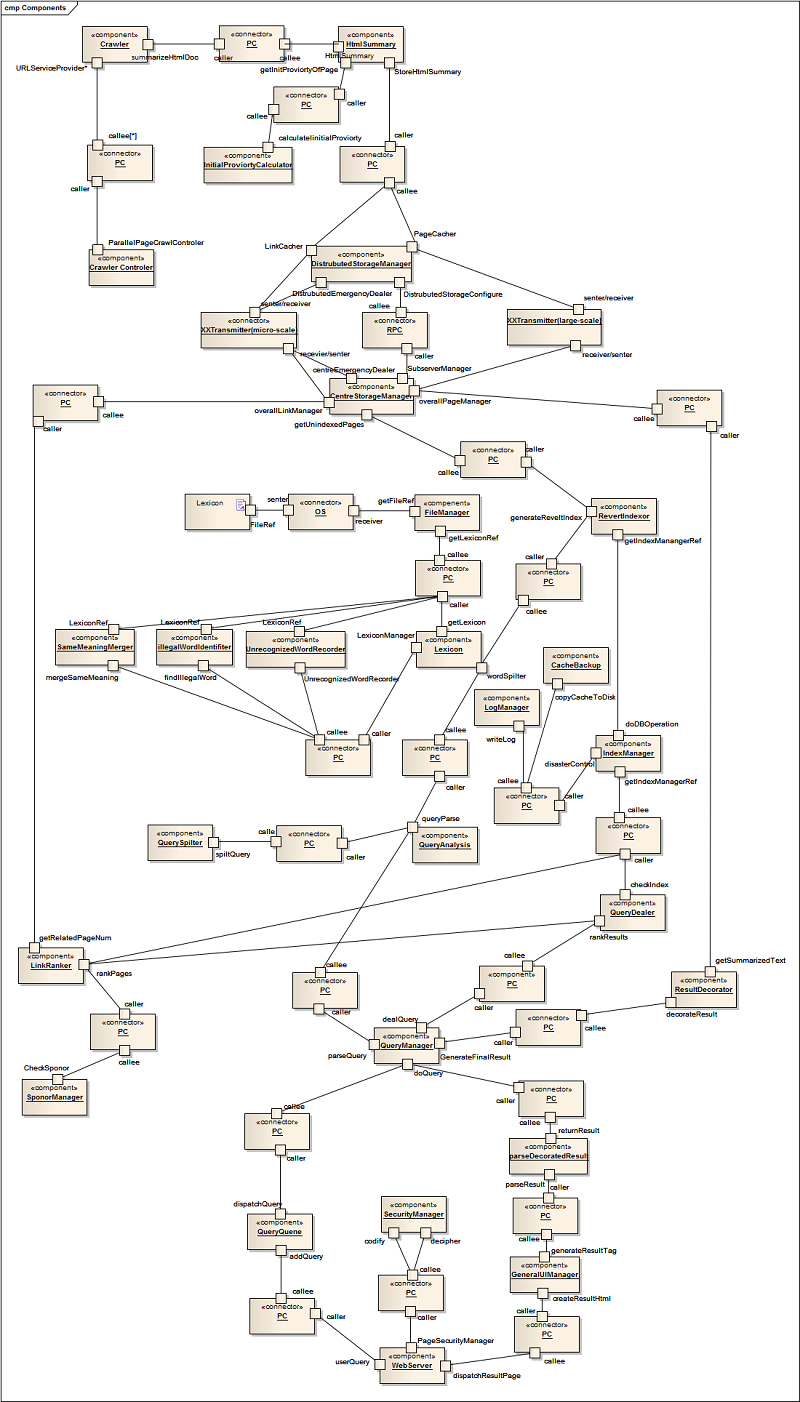 cmp Components
«component»
Crawler
«connector»
PC
«component»
HtmlSummary
summarizeHtmlDoc
caller
callee
HtmlSummary
URLServiceProvider*
getInitProviortyOfPage
StoreHtmlSummary
«connector»
PC
caller
callee
callee[*]
«connector»
PC
caller
calculateIinitialProviorty
«component»
InitialProviortyCalculator
caller
«connector»
PC
callee
ParallelPageCrawlControler
«component»
Crawler Controler
LinkCacher
PageCacher
«component»
DistrubutedStorageManager
DistrubutedEmergencyDealer
DistrubutedStorageConfigure
senter/receiver
callee
senter/receiver
«connector»
XXTransmitter(micro-scale)
«connector»
RPC
«connector»
XXTransmitter(large-scale)
recevier/senter
caller
receiver/senter
centreEmergencyDealer
SubserverManager
«component»
CentreStorageManager
«connector»
PC
callee
caller
overallLinkManager
overallPageManager
«connector»
PC
callee
caller
getUnindexedPages
«connector»
PC
caller
callee
Lexicon
FileRef
senter
«connector»
OS
receiver
getFileRef
«component»
FileManager
getLexiconRef
generateReveltIndex
«component»
RevertIndexor
getIndexManangerRef
callee
«connector»
PC
caller
caller
«connector»
PC
callee
LexiconRef
«component»
SameMeaningMerger
mergeSameMeaning
LexiconRef
«component»
illegalWordIdentifiter
findIllegalWord
LexiconRef
«component»
UnrecognizedWordRecorder
UnrecognizedWordRecorder
getLexicon
LexiconManager
«component»
Lexicon
wordSpilter
«component»
CacheBackup
copyCacheToDisk
«component»
LogManager
writeLog
callee
caller
«connector»
PC
callee
«connector»
PC
caller
doDBOperation
«component»
IndexManager
disasterControl
getIndexManagerRef
callee
caller
«connector»
PC
callee
«connector»
PC
caller
queryParse
«component»
QueryAnalysis
«component»
QuerySpilter
spiltQuery
calle
«connector»
PC
caller
checkIndex
«component»
QueryDealer
rankResults
getRelatedPageNum
«component»
LinkRanker
rankPages
callee
«connector»
PC
caller
callee
«connector»
PC
caller
getSummarizedText
«component»
ResultDecorator
decorateResult
caller
«connector»
PC
callee
dealQuery
«component»
QueryManager
parseQuery
GenerateFinalResult
doQuery
«connector»
PC
caller
callee
CheckSponor
«component»
SponorManager
callee
«connector»
PC
caller
«connector»
PC
caller
callee
returnResult
«component»
parseDecoratedResult
parseResult
caller
dispatchQuery
«component»
QueryQuene
addQuery
«component»
SecurityManager
codify
decipher
«connector»
PC
callee
generateResultTag
«component»
GeneralUIManager
createResultHtml
callee
«connector»
PC
caller
callee
«connector»
PC
caller
caller
«connector»
PC
callee
PageSecurityManager
«component»
WebServer
userQuery
dispatchResultPage